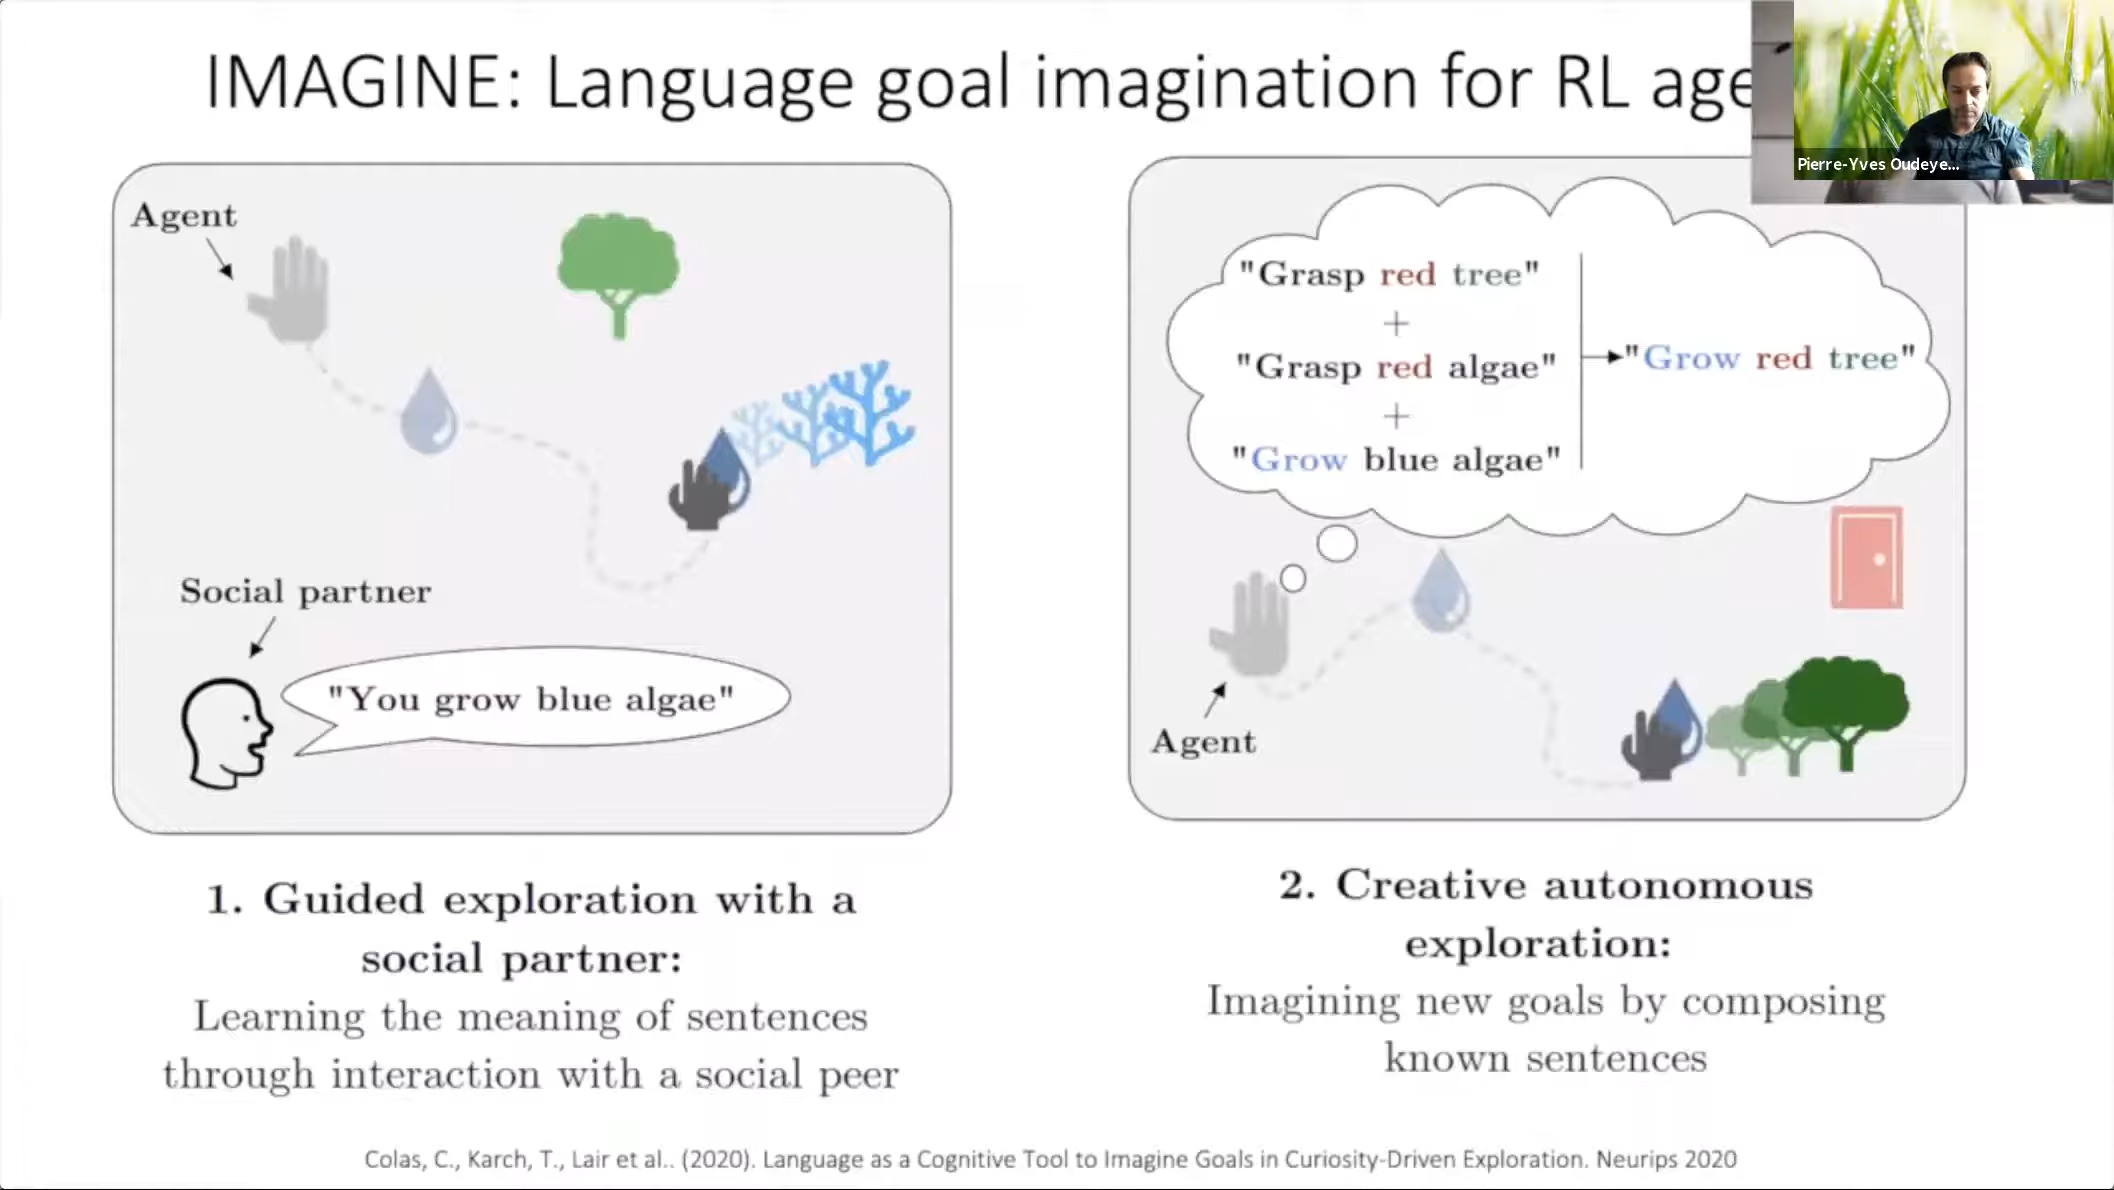 IMAGINE: Language goal imagination for RL age
Pierre-Yves Oudeye...
Agent
Social partner
"You grow blue algae"
"Grasp red tree"
+
"Grasp red algae"
+
"Grow blue algae"
"Grow red tree"
Agent
1. Guided exploration with a
social partner:
Learning the meaning of sentences
through interaction with a social peer
2. Creative autonomous
exploration:
Imagining new goals by composing
known sentences
Colas, C., Karch, T., Lair et al.. (2020). Language as a Cognitive Tool to Imagine Goals in Curiosity-Driven Exploration. Neurips 2020